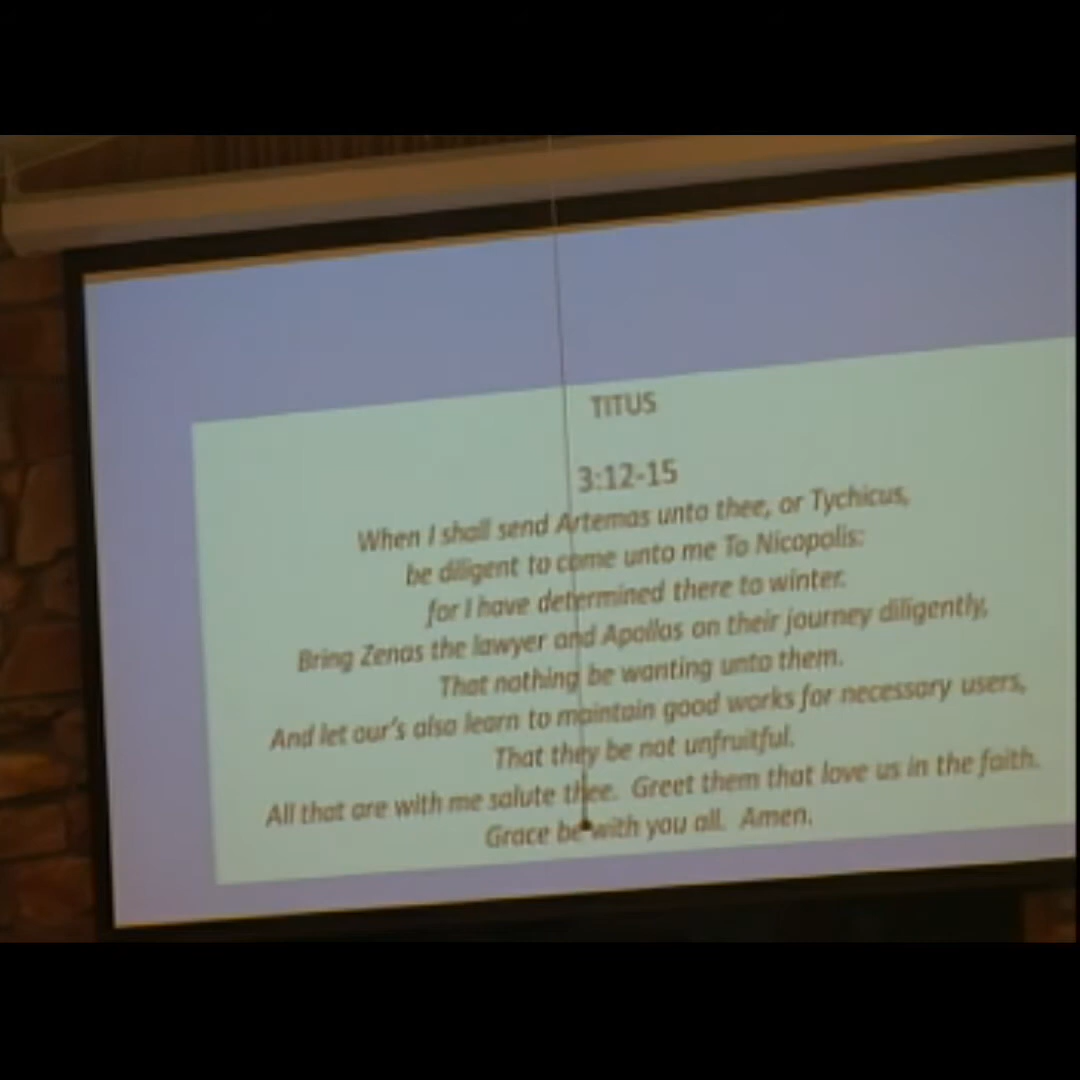 TITUS
3:12-15
When I shall send Artemas unto thee, or Tychicus,
be diligent to come unto me To Nicopolis:
for I have determined there to winter.
Bring Zenas the lawyer and Apollas on their journey diligently,
That nothing be wanting unto them.
And let our's also learn to maintain good works for necessary users,
That they be not unfruitful.
All that are with me salute thee. Greet them that love us in the faith.
Grace be with you all. Amen.